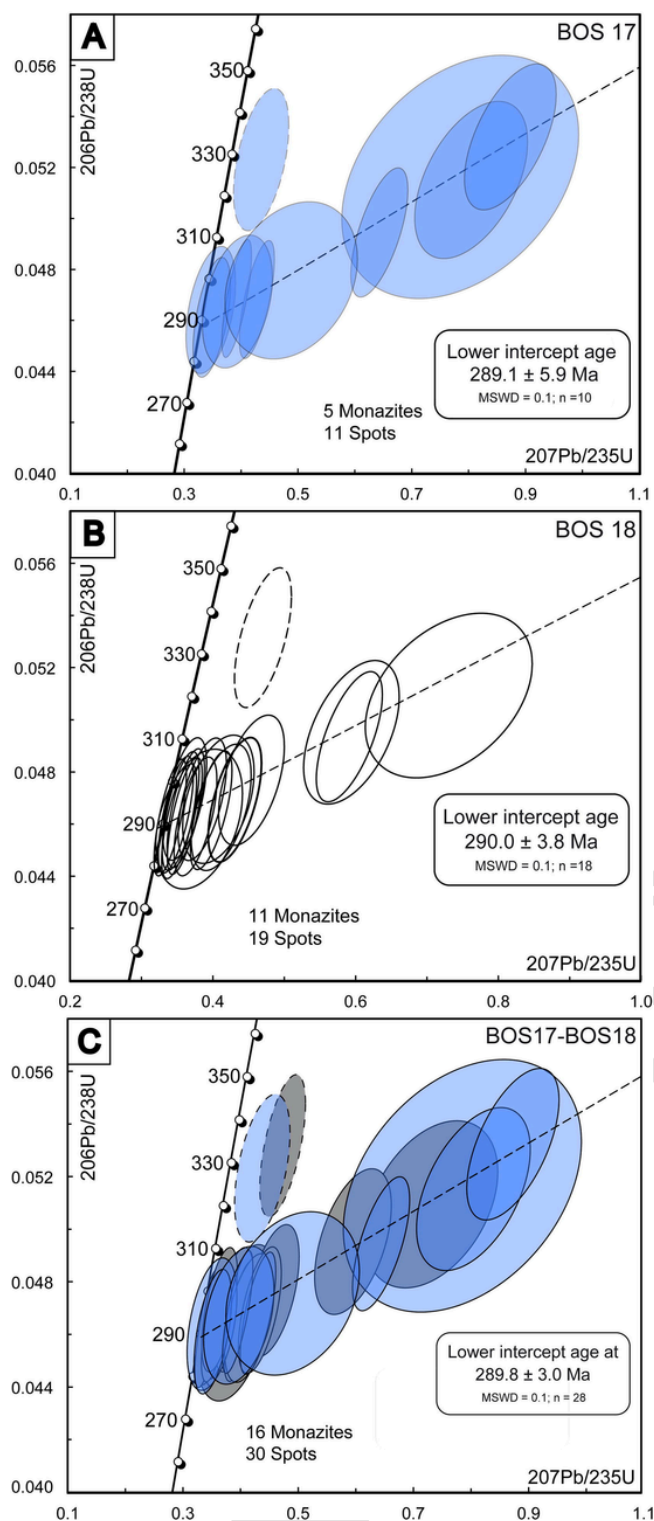 A
BOS 17
206Pb/238U
0.056
0.052
0.048
0.044
0.040
350
330
310
290
270
Lower intercept age
289.1 ± 5.9 Ma
MSWD = 0.1; n =10
5 Monazites
11 Spots
207Pb/235U
0.1
0.3
0.5
0.7
0.9
1.1
B
BOS 18
206Pb/238U
0.056
0.052
0.048
0.044
0.040
350
330
310
290
270
Lower intercept age
290.0 ± 3.8 Ma
MSWD = 0.1; n =18
11 Monazites
19 Spots
207Pb/235U
0.2
0.4
0.6
0.8
1.0
C
BOS17-BOS18
206Pb/238U
0.056
0.052
0.048
0.044
0.040
350
330
310
290
270
Lower intercept age at
289.8 ± 3.0 Ma
MSWD = 0.1; n = 28
16 Monazites
30 Spots
207Pb/235U
0.1
0.3
0.5
0.7
0.9
1.1